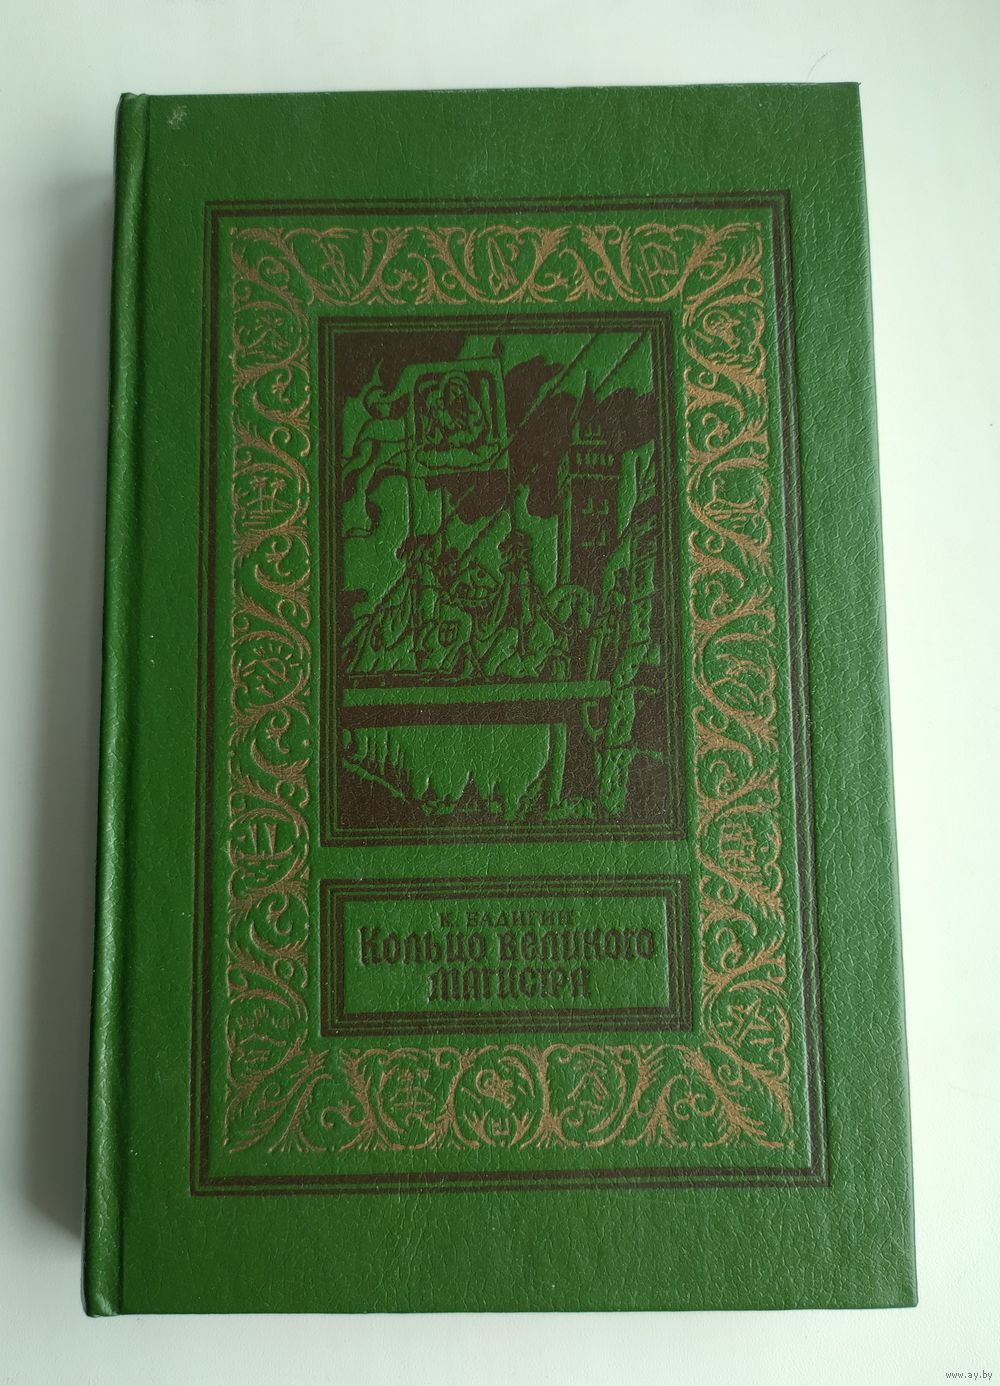 К. БАДИГИН
Кольцо великого
магистра
www.ay.by